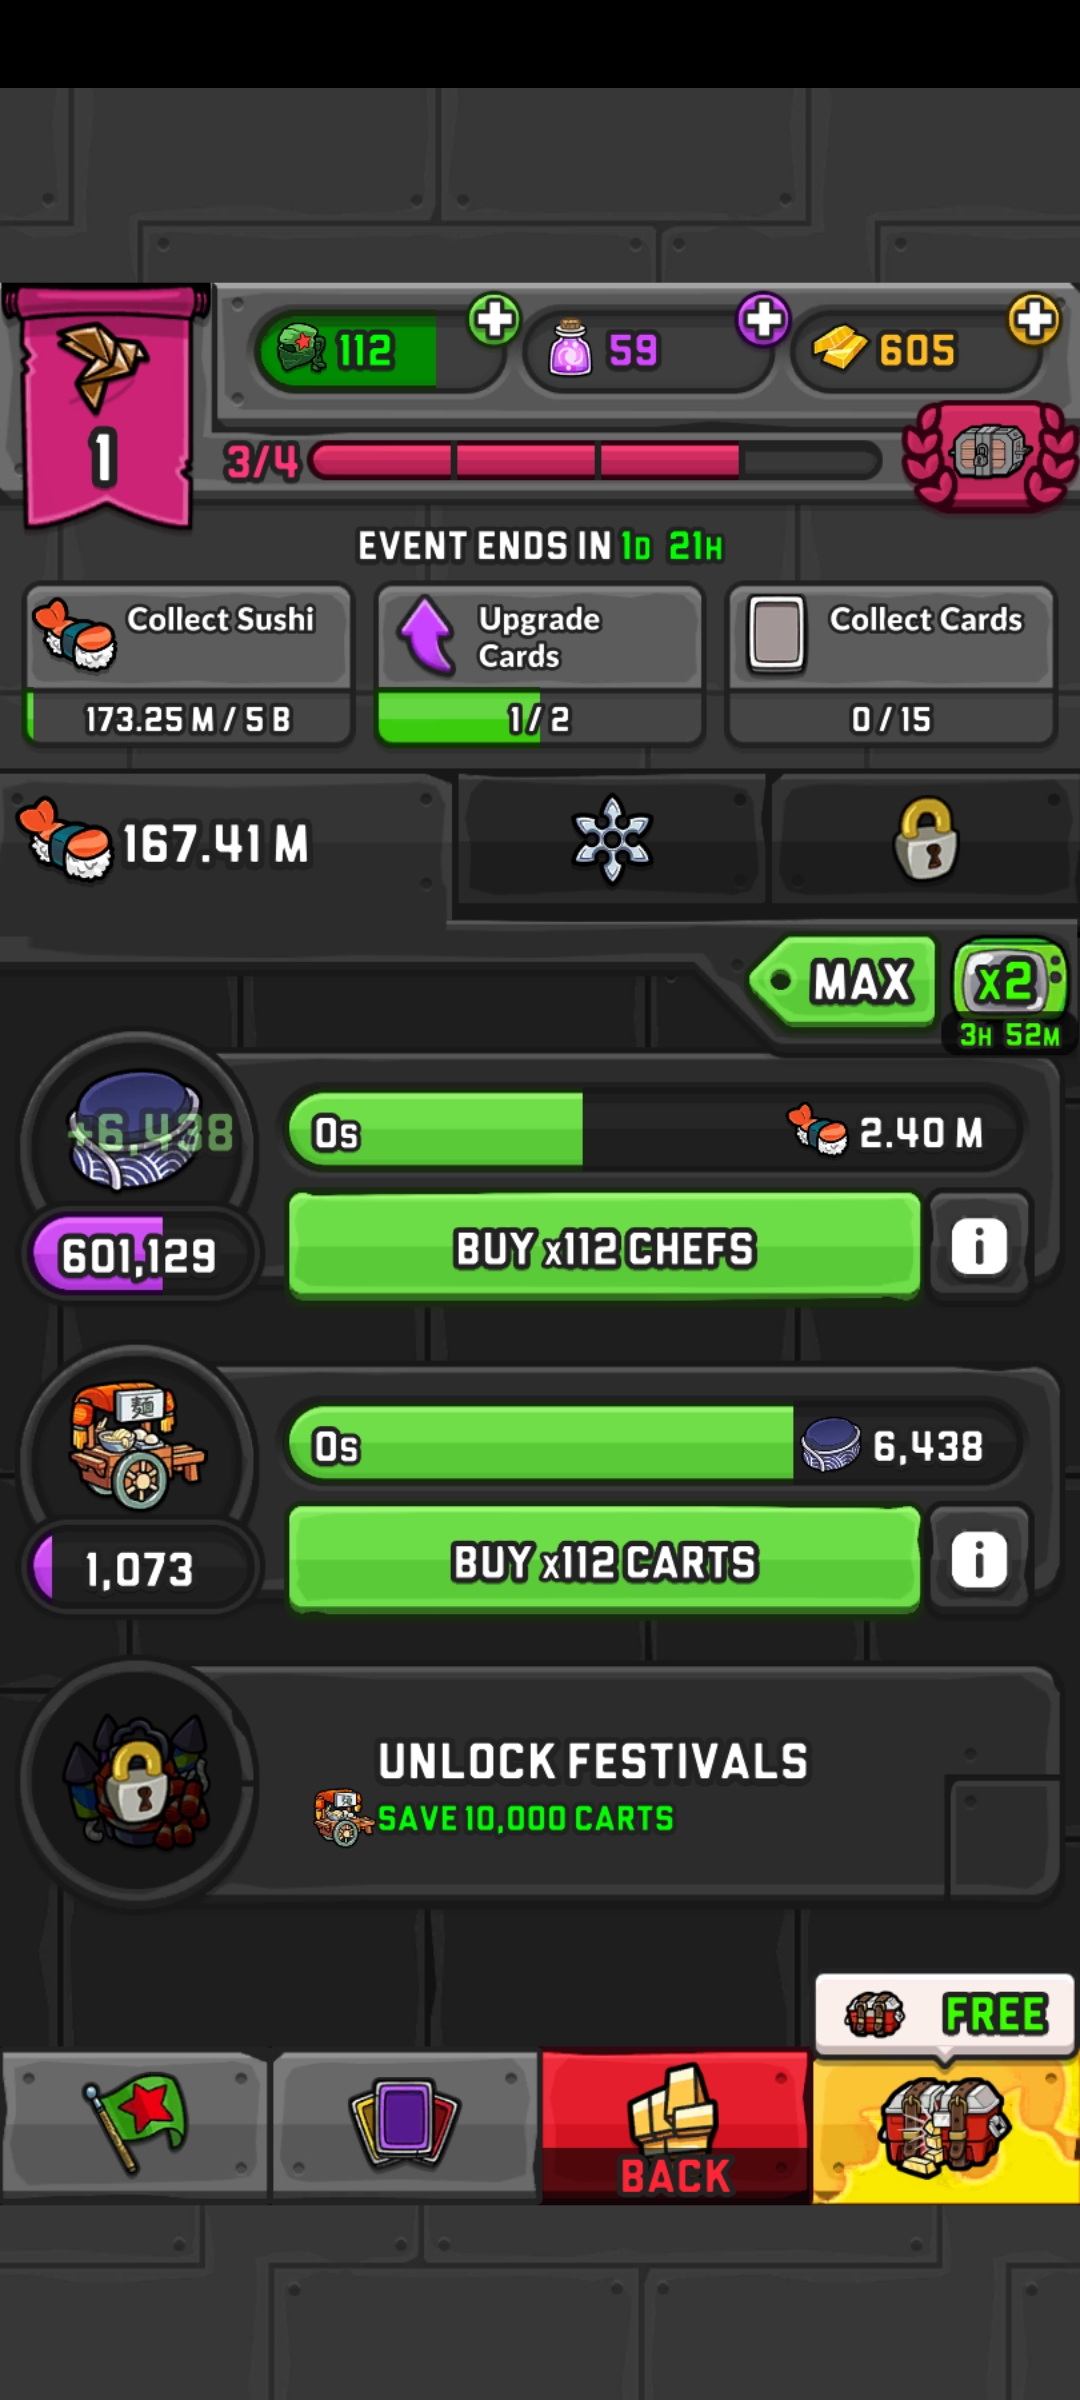 112
59
605
1
3/4
EVENT ENDS IN 1D 21H
Collect Sushi
Upgrade
Cards
Collect Cards
173.25 M / 5 B
1 / 2
0 / 15
167.41 M
MAX
x2
3H 52M
+6,438
0s
2.40 M
601,129
BUY x112 CHEFS
i
麺
0s
6,438
1,073
BUY x112 CARTS
i
UNLOCK FESTIVALS
SAVE 10,000 CARTS
FREE
BACK